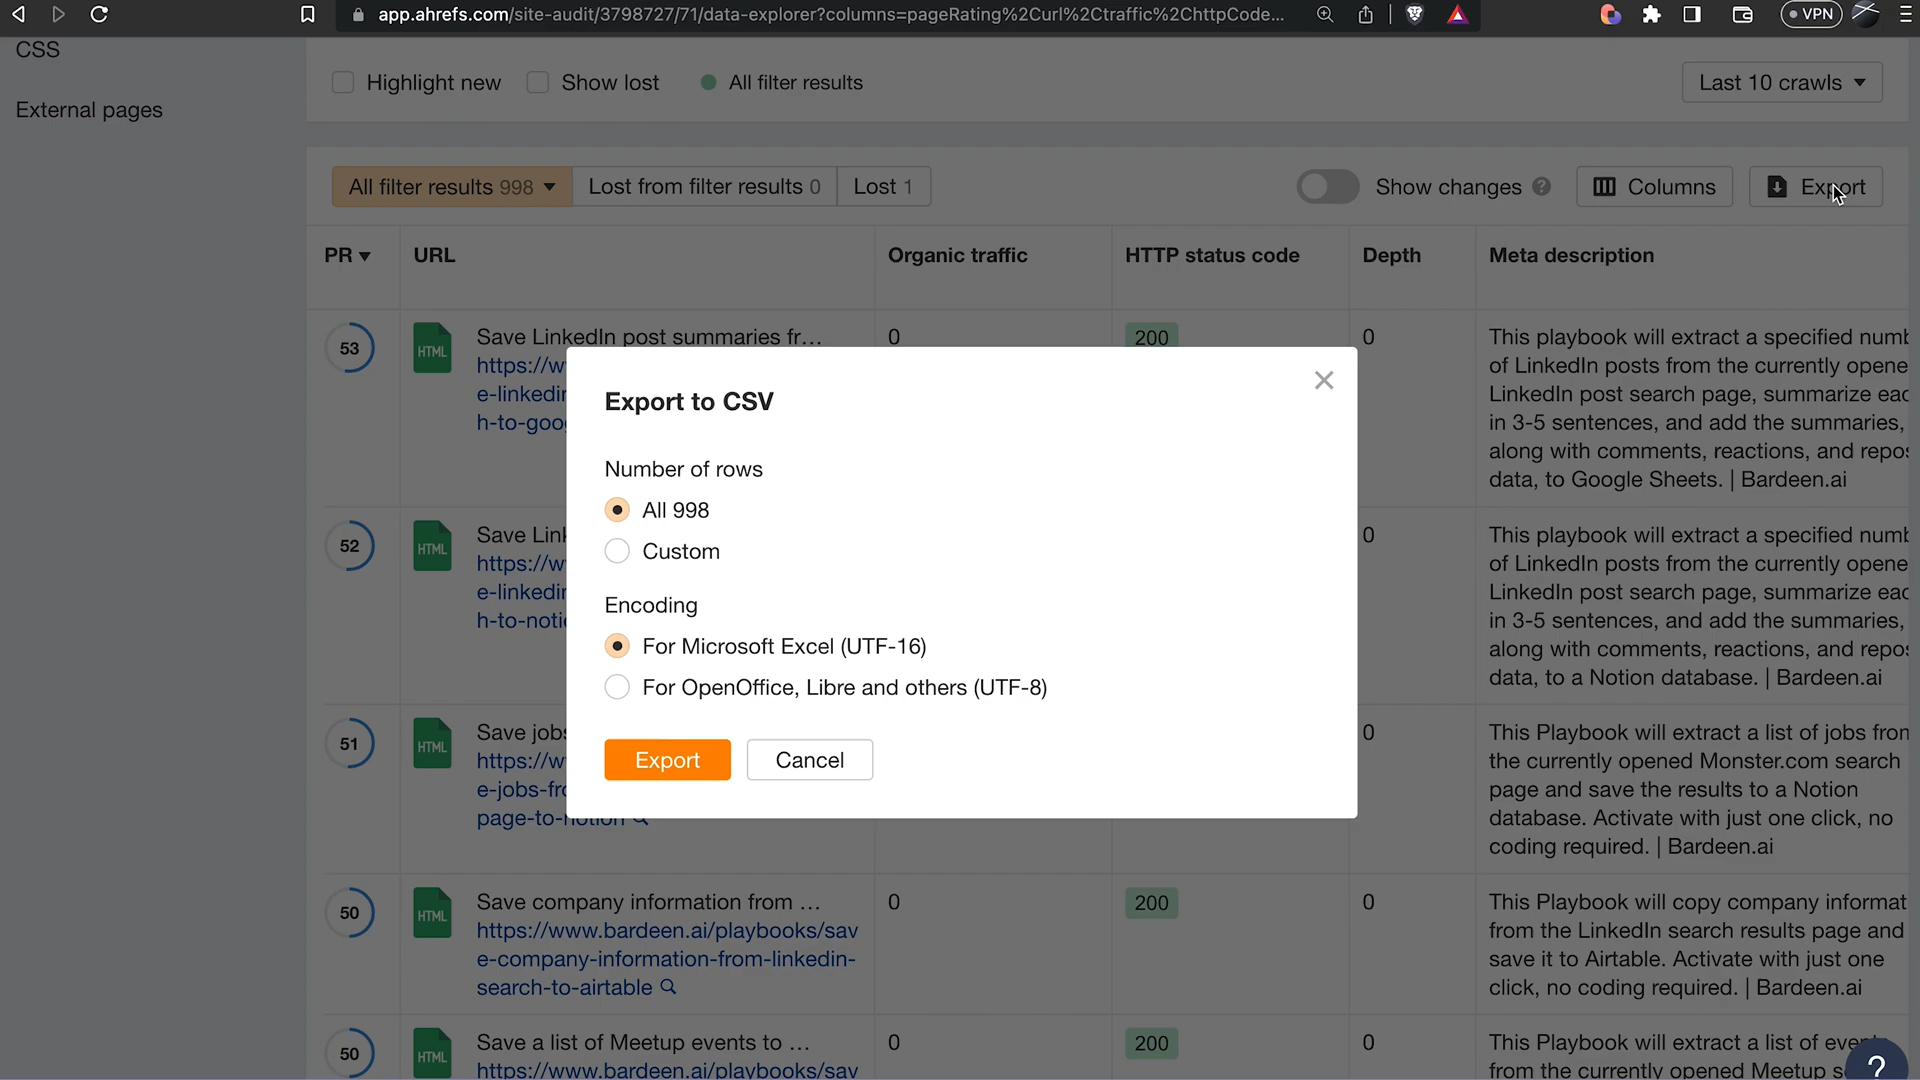 app.ahrefs.com/site-audit/3798727/71/data-explorer?columns=pageRating%2Curl%2Ctraffic%2ChttpCode...
VPN
CSS
External pages
Highlight new
Show lost
All filter results
Last 10 crawls
All filter results 998
Lost from filter results 0
Lost 1
Show changes
Columns
Export
PR
URL
Organic traffic
HTTP status code
Depth
Meta description
53
HTML
Save LinkedIn post summaries fr...
https://w
e-linkedin
h-to-goo
0
200
0
This playbook will extract a specified numb
of LinkedIn posts from the currently opene
LinkedIn post search page, summarize eac
in 3-5 sentences, and add the summaries,
along with comments, reactions, and repos
data, to Google Sheets. | Bardeen.ai
52
HTML
Save Link
https://w
e-linkedin
h-to-noti
0
This playbook will extract a specified numb
of LinkedIn posts from the currently opene
LinkedIn post search page, summarize eac
in 3-5 sentences, and add the summaries,
along with comments, reactions, and repos
data, to a Notion database. | Bardeen.ai
51
HTML
Save jobs
https://w
e-jobs-fro
page-to-notion
0
This Playbook will extract a list of jobs from
the currently opened Monster.com search
page and save the results to a Notion
database. Activate with just one click, no
coding required. | Bardeen.ai
Export to CSV
Number of rows
All 998
Custom
Encoding
For Microsoft Excel (UTF-16)
For OpenOffice, Libre and others (UTF-8)
Export
Cancel
50
HTML
Save company information from ...
https://www.bardeen.ai/playbooks/sav
e-company-information-from-linkedin-
search-to-airtable
0
200
0
This Playbook will copy company informat
from the LinkedIn search results page and
save it to Airtable. Activate with just one
click, no coding required. | Bardeen.ai
50
HTML
Save a list of Meetup events to ...
https://www.bardeen.ai/playbooks/sav
0
200
0
This Playbook will extract a list of events
from the currently opened Meetup s
?